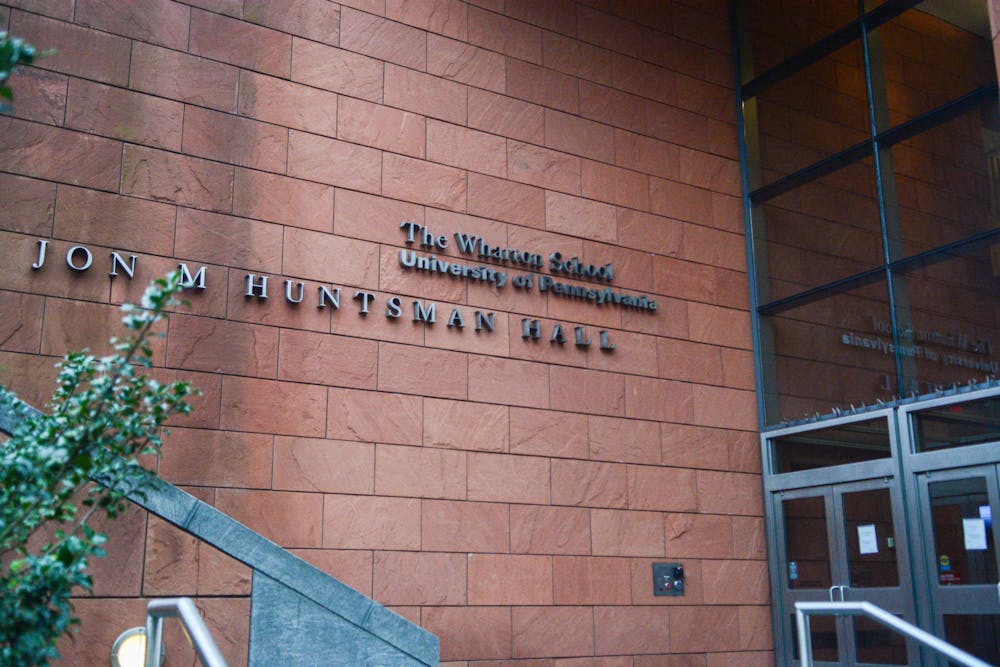 The Wharton School
University of Pennsylvania
JON M HUNTSMAN HALL